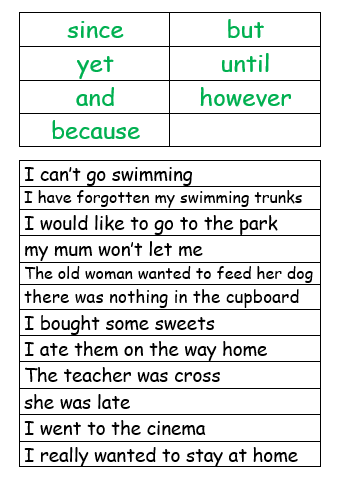 since but
yet until
and however
because
I can't go swimming
I have forgotten my swimming trunks
I would like to go to the park
my mum won't let me
The old woman wanted to feed her dog
there was nothing in the cupboard
I bought some sweets
I ate them on the way home
The teacher was cross
she was late
I went to the cinema
I really wanted to stay at home